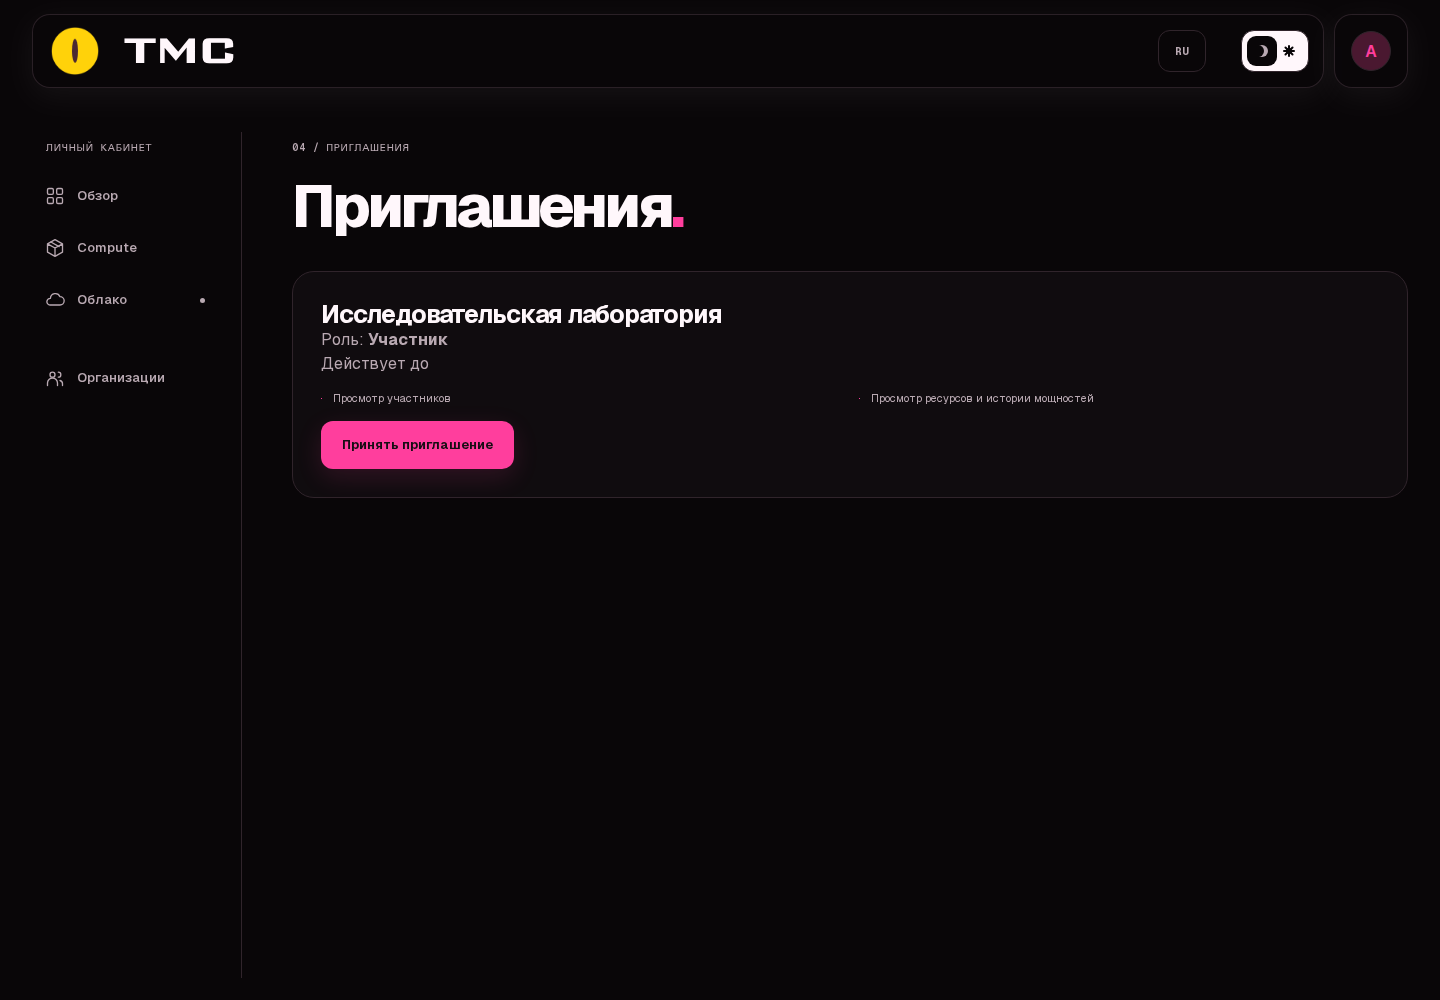 TMC
RU
A
ЛИЧНЫЙ КАБИНЕТ
Обзор
Compute
Облако
Организации
04 / ПРИГЛАШЕНИЯ
Приглашения.
Исследовательская лаборатория
Роль: Участник
Действует до
· Просмотр участников
· Просмотр ресурсов и истории мощностей
Принять приглашение